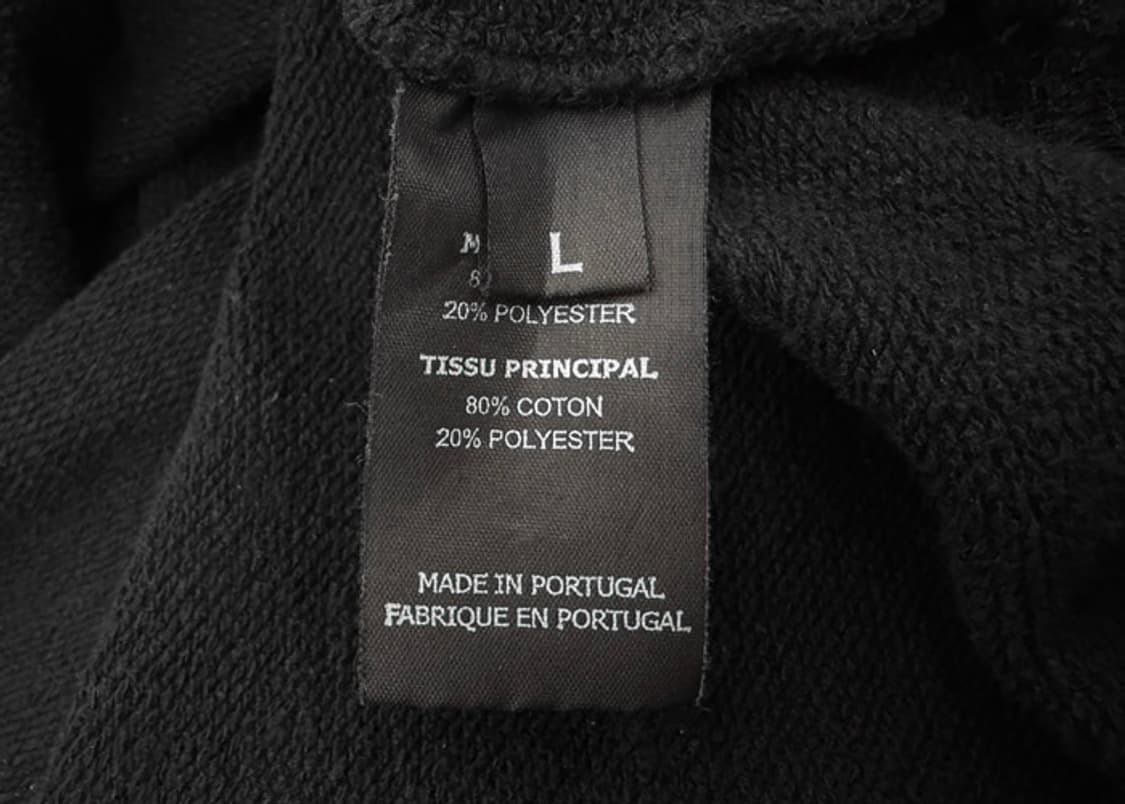 L
20% POLYESTER
TISSU PRINCIPAL
80% COTON
20% POLYESTER
MADE IN PORTUGAL
FABRIQUE EN PORTUGAL